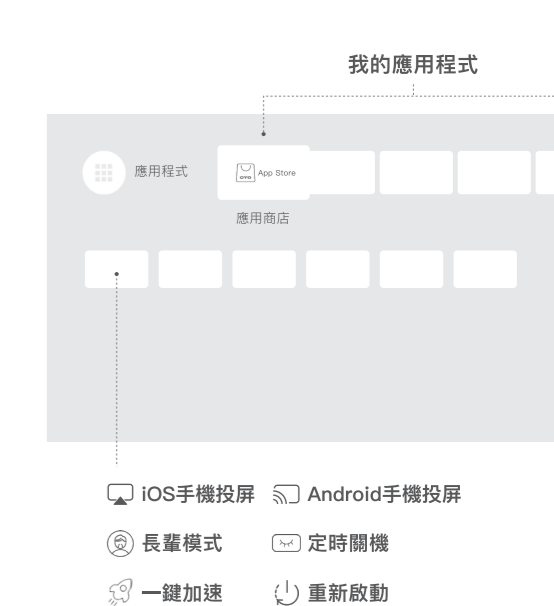 我的應用程式
應用程式
OVO App Store
應用商店
iOS手機投屏 Android手機投屏
長輩模式 定時關機
一鍵加速 重新啟動